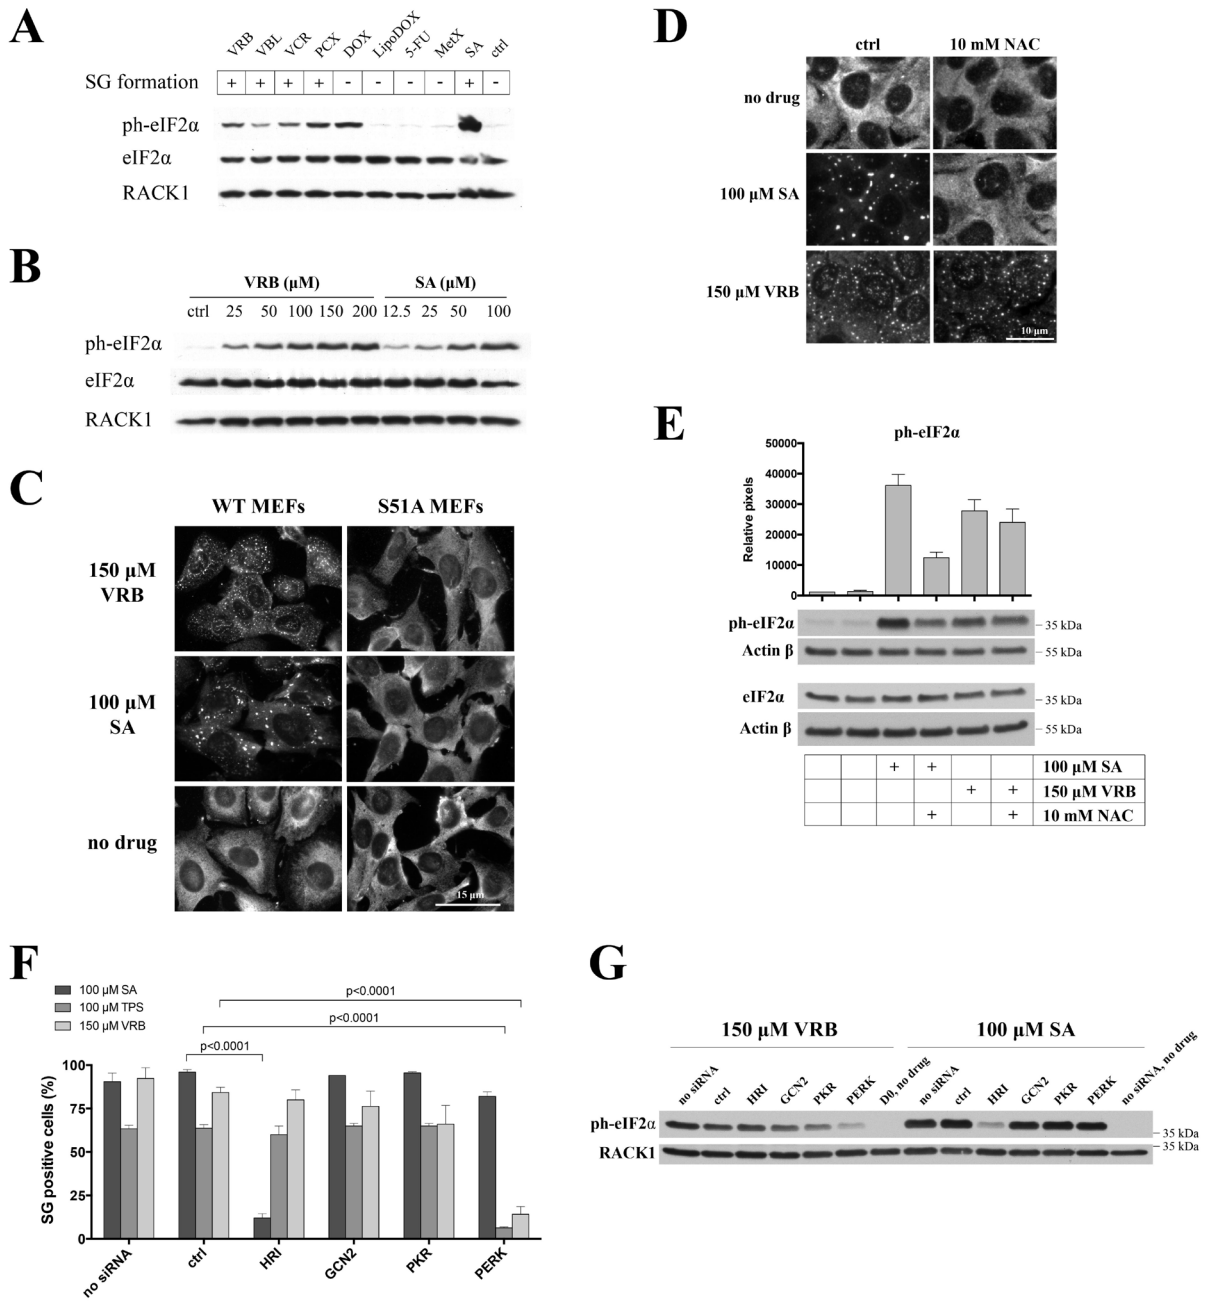 A
VRB VBL VCR PCX DOX LipoDOX 5-FU MetX SA ctrl
SG formation + + + + - - - - + -
ph-eIF2α
eIF2α
RACK1
B
VRB (µM) SA (µM)
ctrl 25 50 100 150 200 12.5 25 50 100
ph-eIF2α
eIF2α
RACK1
C
WT MEFs S51A MEFs
150 µM
VRB
100 µM
SA
no drug
15 µm
D
ctrl 10 mM NAC
no drug
100 µM SA
150 µM VRB
10 µm
E
ph-eIF2α
Relative pixels
50000
40000
30000
20000
10000
0
ph-eIF2α 35 kDa
Actin β 55 kDa
eIF2α 35 kDa
Actin β 55 kDa
+ + 100 µM SA
+ + 150 µM VRB
+ + 10 mM NAC
F
100 µM SA
100 µM TPS
150 µM VRB
p<0.0001
p<0.0001
p<0.0001
SG positive cells (%)
100
75
50
25
0
no siRNA ctrl HRI GCN2 PKR PERK
G
150 µM VRB 100 µM SA
no siRNA ctrl HRI GCN2 PKR PERK D0, no drug no siRNA ctrl HRI GCN2 PKR PERK no siRNA, no drug
ph-eIF2α 35 kDa
RACK1 35 kDa